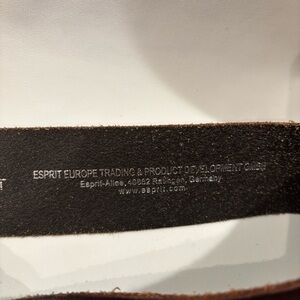 ESPRIT EUROPE TRADING & PRODUCT DEVELOPMENT GMBH
Esprit-Allee, 40882 Ratingen, Germany
www.esprit.com